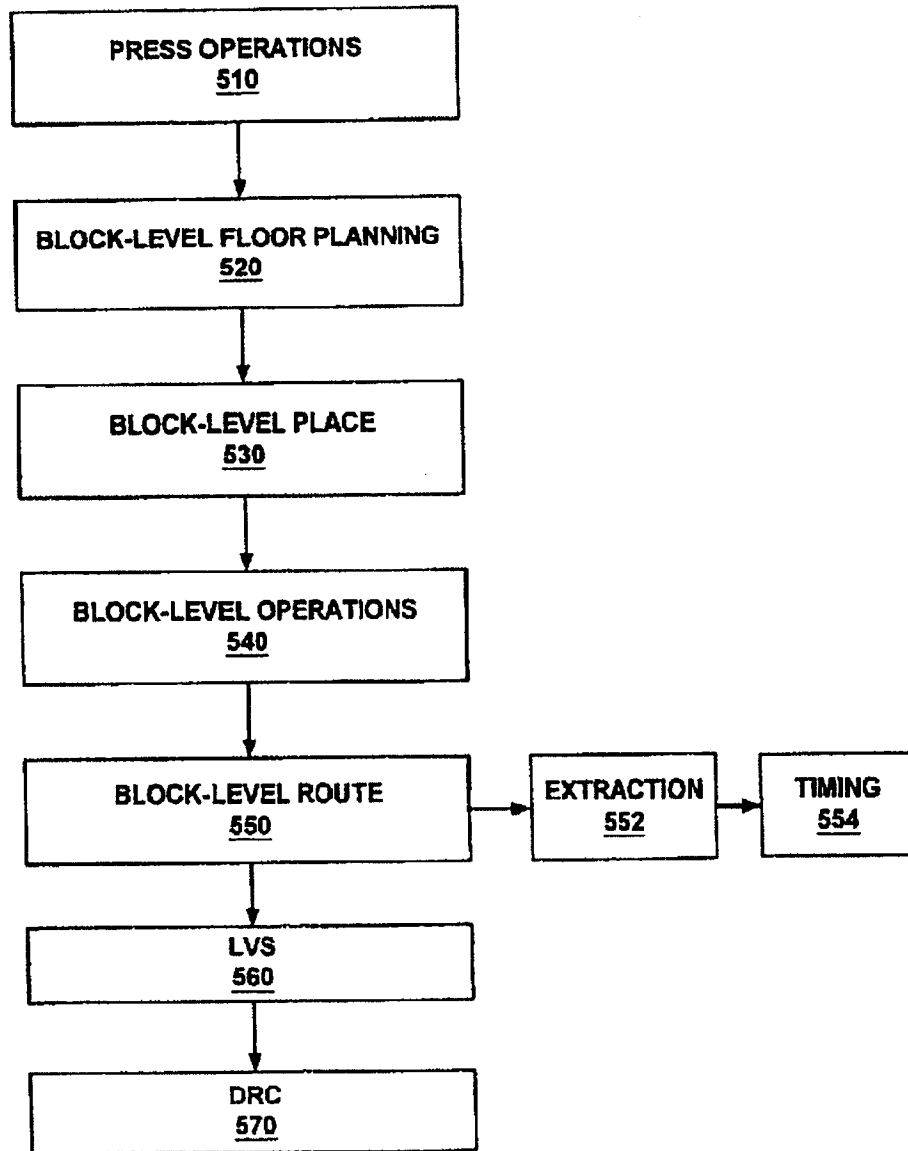 PRESS OPERATIONS
510
BLOCK-LEVEL FLOOR PLANNING
520
BLOCK-LEVEL PLACE
530
BLOCK-LEVEL OPERATIONS
540
BLOCK-LEVEL ROUTE
550
EXTRACTION
552
TIMING
554
LVS
560
DRC
570